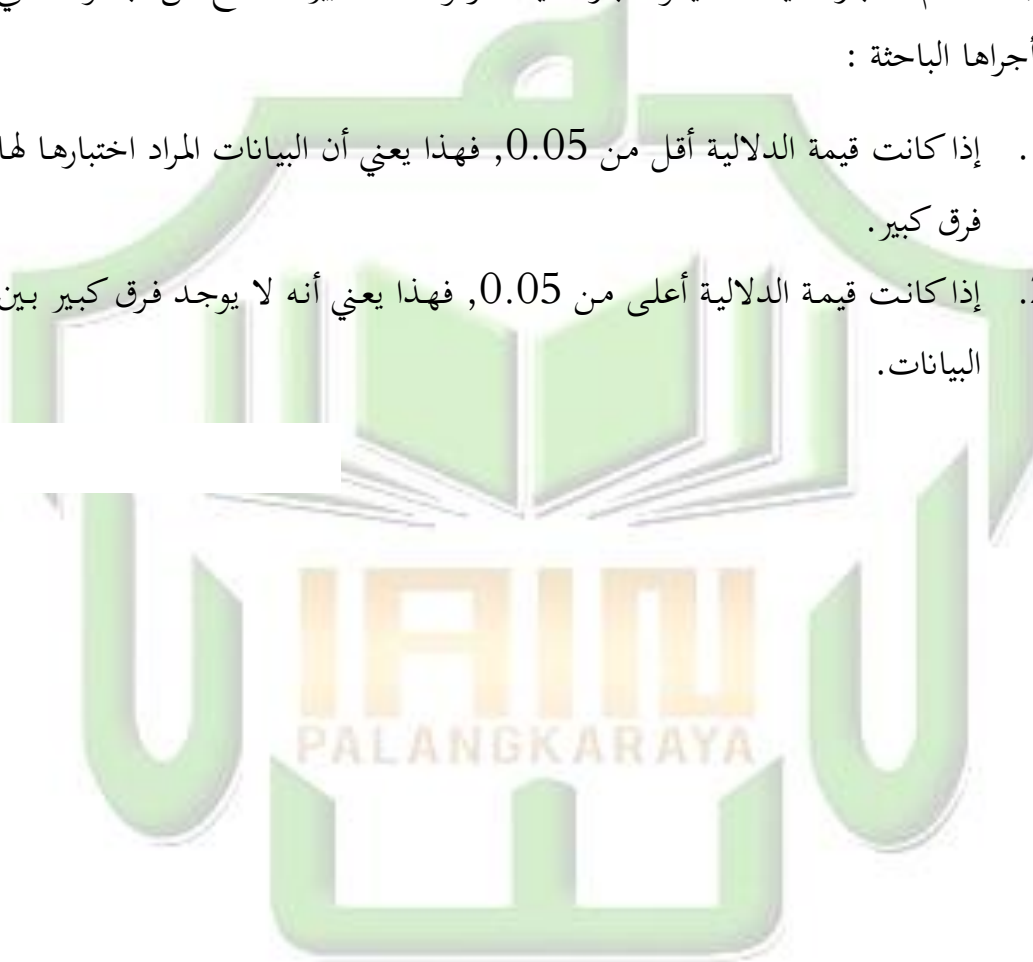 أجراها الباحثة :
. إذا كانت قيمة الدلالية أقل من 0.05, فهذا يعني أن البيانات المراد اختبارها لها
فرق كبير.
. إذا كانت قيمة الدلالية أعلى من 0.05, فهذا يعني أنه لا يوجد فرق كبير بين
البيانات.
IAIN
PALANGKARAYA